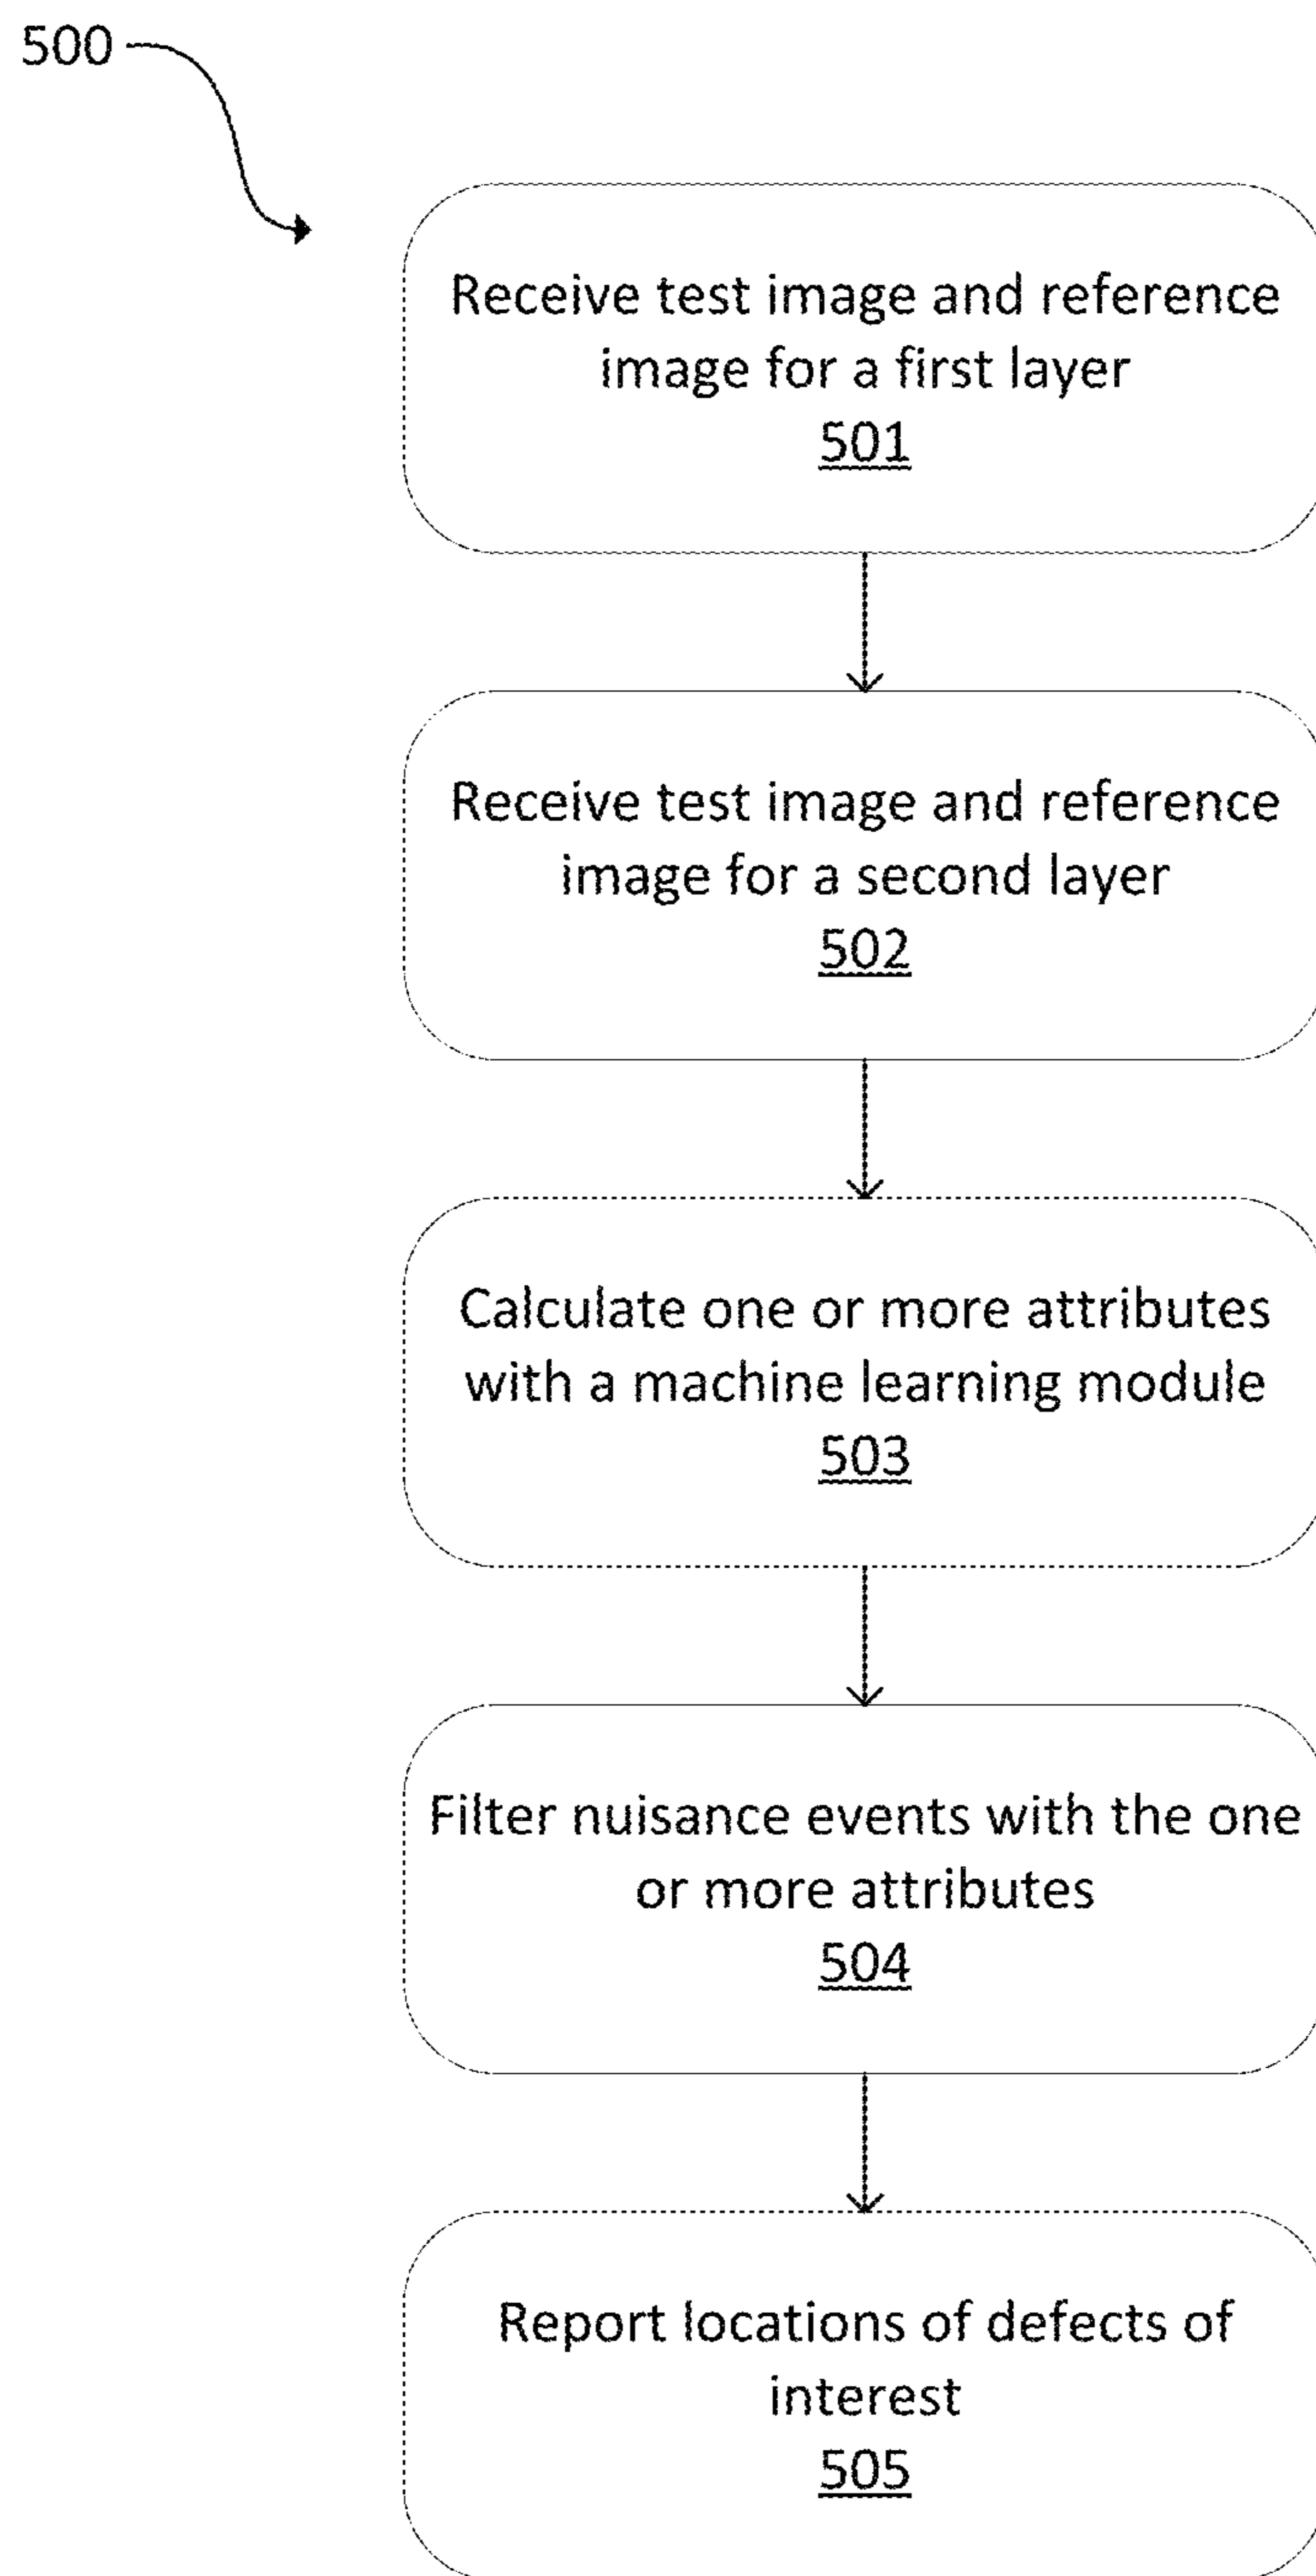 500
Receive test image and reference
image for a first layer
501
Receive test image and reference
image for a second layer
502
Calculate one or more attributes
with a machine learning module
503
Filter nuisance events with the one
or more attributes
504
Report locations of defects of
interest
505